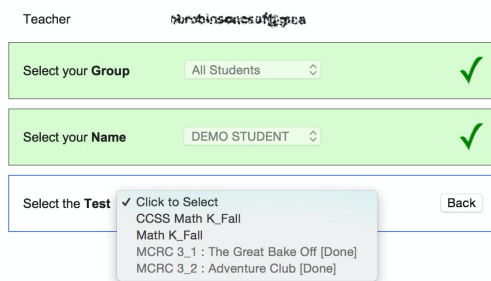 Teacher
Select your Group All Students
Select your Name DEMO STUDENT
Select the Test ✓ Click to Select Back
CCSS Math K_Fall
Math K_Fall
MCRC 3_1 : The Great Bake Off [Done]
MCRC 3_2 : Adventure Club [Done]